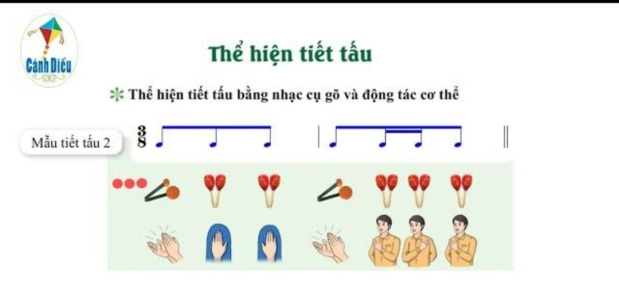 Cánh Diều
Thể hiện tiết tấu
Thể hiện tiết tấu bằng nhạc cụ gõ và động tác cơ thể
Mẫu tiết tấu 2
3
8